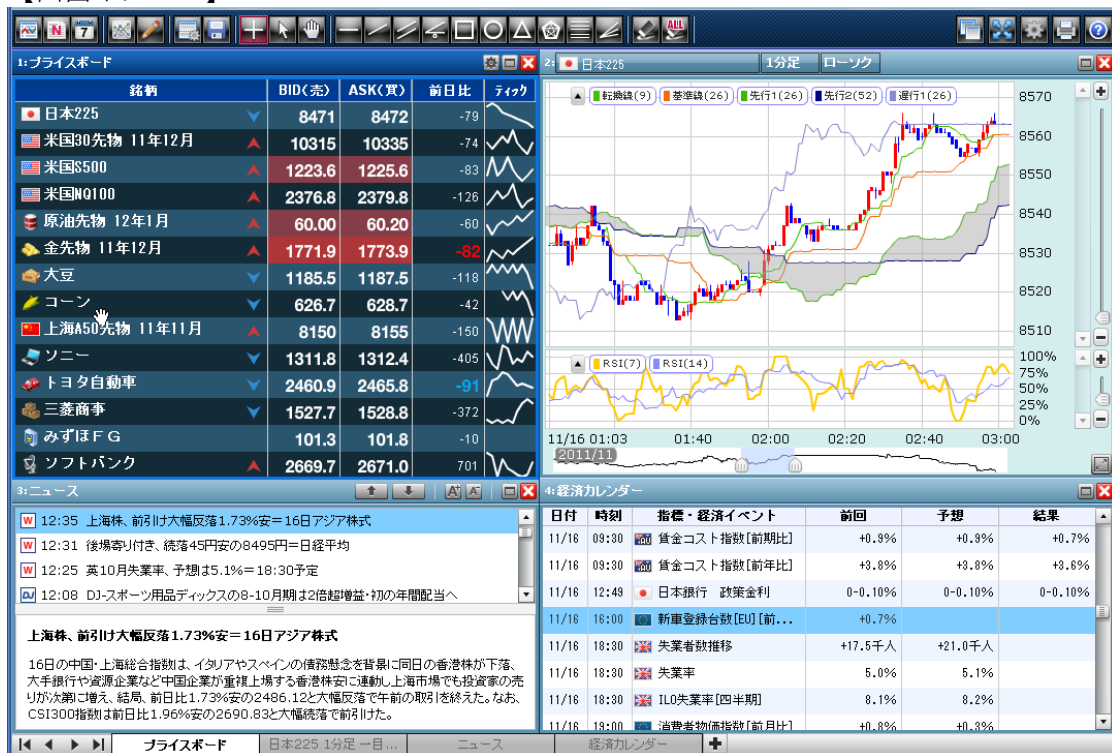 N 7 ALL ?
1:プライスボード
銘柄 BID(売) ASK(買) 前日比 ティック
日本225 8471 8472 -79
米国30先物 11年12月 10315 10335 -74
米国S500 1223.6 1225.6 -83
米国NQ100 2376.8 2379.8 -126
原油先物 12年1月 60.00 60.20 -60
金先物 11年12月 1771.9 1773.9 -82
大豆 1185.5 1187.5 -118
コーン 626.7 628.7 -42
上海A50先物 11年11月 8150 8155 -150
ソニー 1311.8 1312.4 -405
トヨタ自動車 2460.9 2465.8 -91
三菱商事 1527.7 1528.8 -372
みずほFG 101.3 101.8 -10
ソフトバンク 2669.7 2671.0 701
2: 日本225 1分足 ローソク
転換線(9) 基準線(26) 先行1(26) 先行2(52) 遅行1(26)
8570
8560
8550
8540
8530
8520
8510
RSI(7) RSI(14)
100%
75%
50%
25%
0%
11/16 01:03 01:40 02:00 02:20 02:40 03:00
(2011/11)
3:ニュース A+ A-
W 12:35 上海株、前引け大幅反落1.73%安=16日アジア株式
W 12:31 後場寄り付き、続落45円安の8495円=日経平均
W 12:25 英10月失業率、予想は5.1%=18:30予定
DJ 12:08 DJ-スポーツ用品ディックスの8-10月期は2倍超増益・初の年間配当へ
上海株、前引け大幅反落1.73%安=16日アジア株式
16日の中国・上海総合指数は、イタリアやスペインの債務懸念を背景に同日の香港株が下落、
大手銀行や資源企業など中国企業が重複上場する香港株安に連動し上海市場でも投資家の売
りが次第に増え、結局、前日比1.73%安の2486.12と大幅反落で午前の取引を終えた。なお、
CSI300指数は前日比1.96%安の2690.83と大幅続落で前引けた。
4:経済カレンダー
日付 時刻 指標・経済イベント 前回 予想 結果
11/16 09:30 賃金コスト指数[前期比] +0.9% +0.9% +0.7%
11/16 09:30 賃金コスト指数[前年比] +3.8% +3.8% +3.6%
11/16 12:49 日本銀行 政策金利 0-0.10% 0-0.10% 0-0.10%
11/16 16:00 新車登録台数[EU][前... +0.7%
11/16 18:30 失業者数推移 +17.5千人 +21.0千人
11/16 18:30 失業率 5.0% 5.1%
11/16 18:30 ILO失業率[四半期] 8.1% 8.2%
11/16 19:00 消費者物価指数[前月比] +0.8% +0.3%
プライスボード 日本225 1分足 一目... ニュース 経済カレンダー